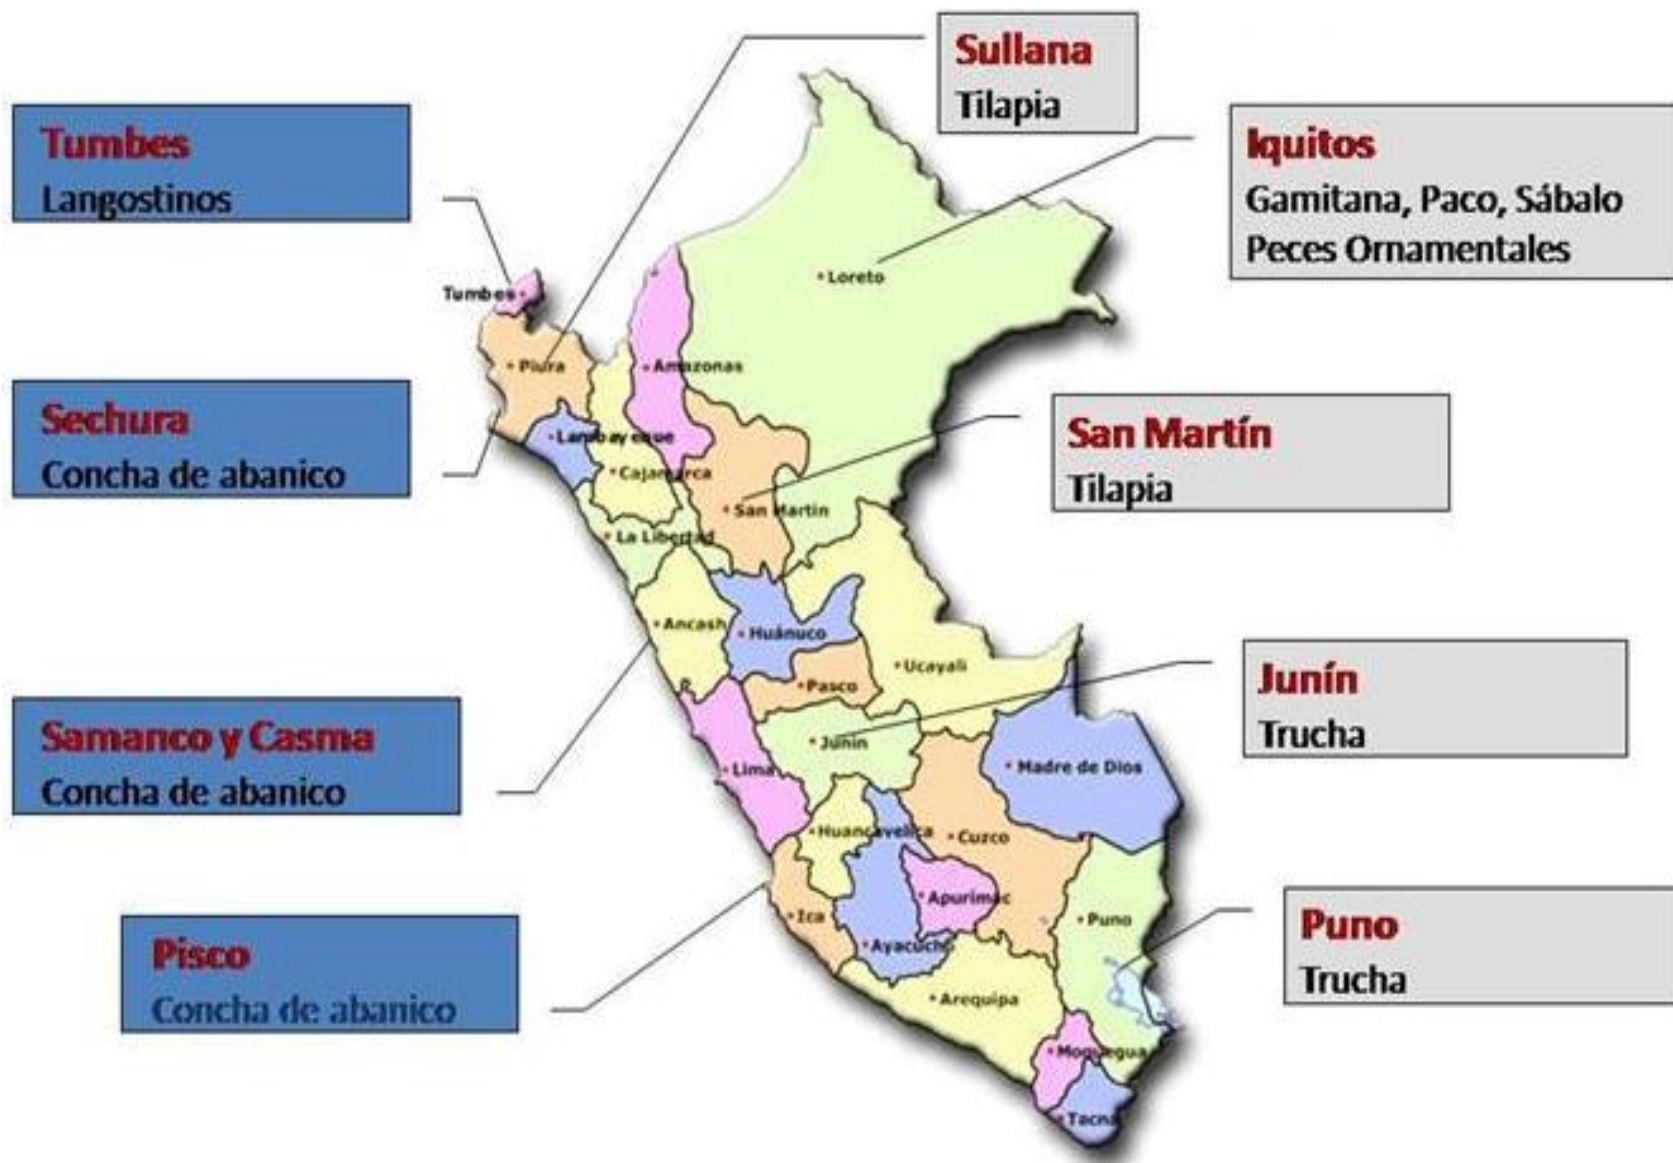 Sullana
Tilapia
Tumbes
Langostinos
Iquitos
Gamitana, Paco, Sábalo
Peces Ornamentales
Loreto
Tumbes
Piura
Amazonas
Sechura
Concha de abanico
San Martín
Tilapia
Lambayeque
Cajamarca
San Martin
La Libertad
Ancash
Huánuco
Ucayali
Pasco
Junín
Trucha
Samanco y Casma
Concha de abanico
Junín
Lima
Madre de Dios
Huancavelica
Cuzco
Apurímac
Ica
Puno
Ayacucho
Puno
Trucha
Pisco
Concha de abanico
Arequipa
Moquegua
Tacna